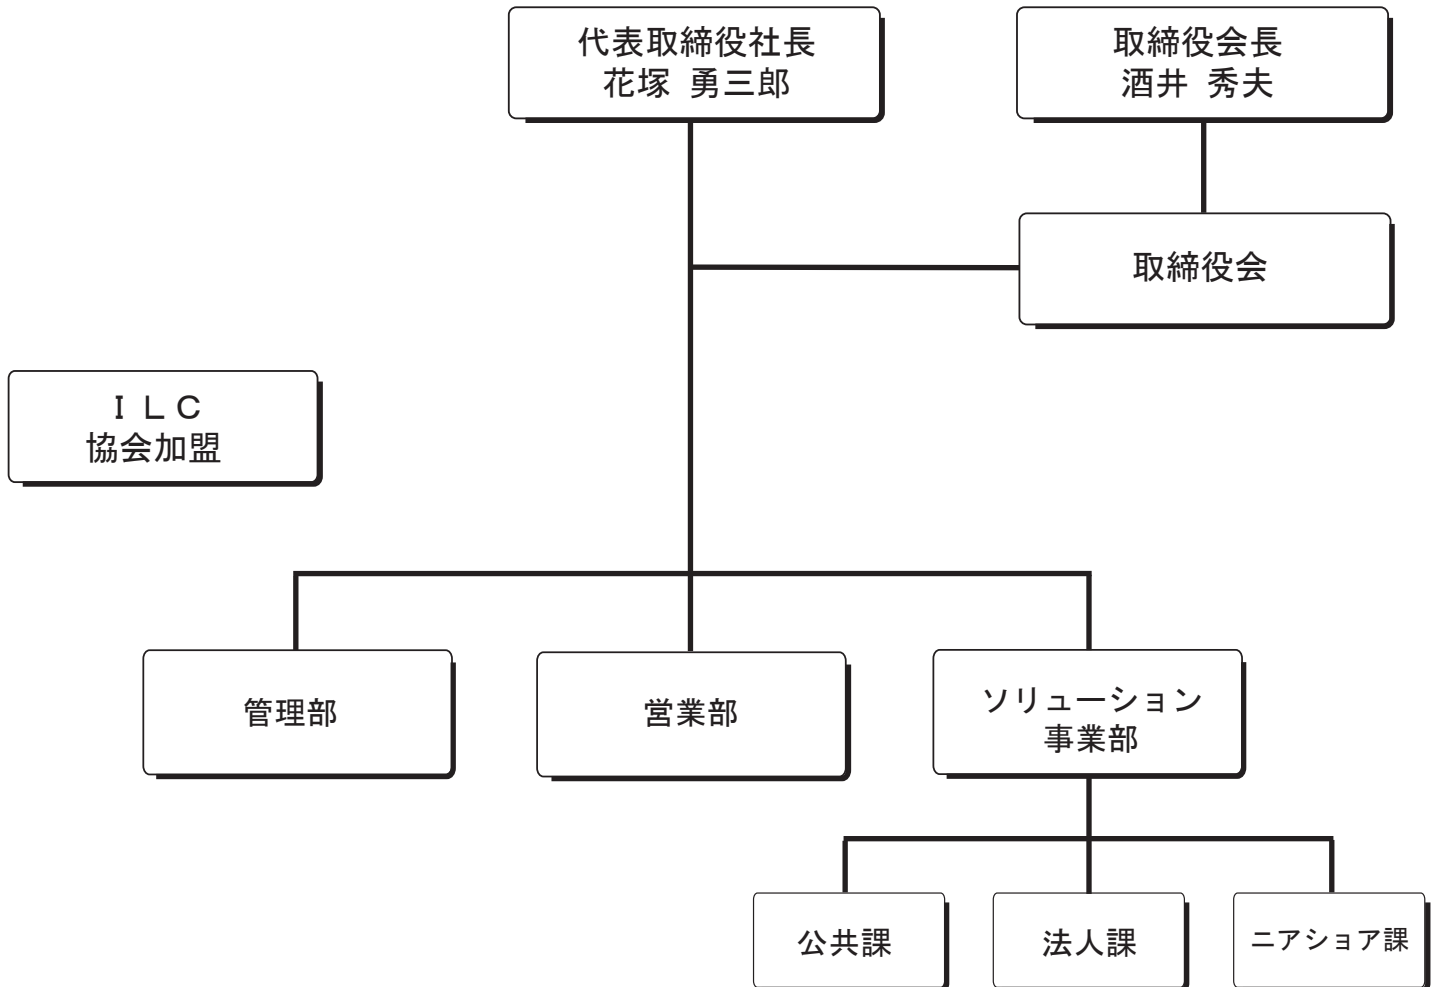 代表取締役社長
花塚 勇三郎
取締役会長
酒井 秀夫
取締役会
ＩＬＣ
協会加盟
管理部
営業部
ソリューション
事業部
公共課
法人課
ニアショア課